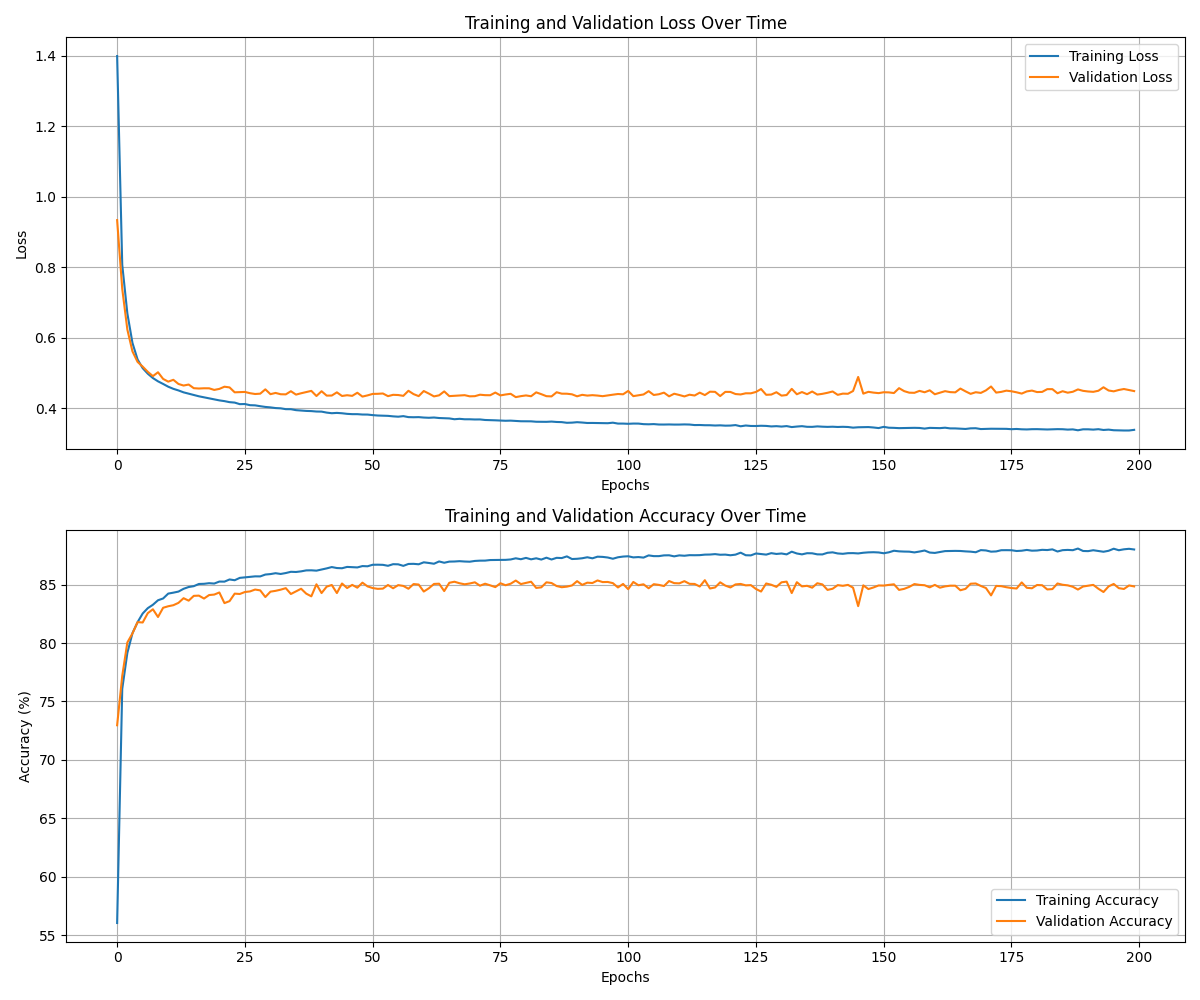 Training and Validation Loss Over Time
1.4
1.2
1.0
0.8
0.6
0.4
Loss
Training Loss
Validation Loss
0 25 50 75 100 125 150 175 200
Epochs
Training and Validation Accuracy Over Time
85
80
75
70
65
60
55
Accuracy (%)
Training Accuracy
Validation Accuracy
0 25 50 75 100 125 150 175 200
Epochs